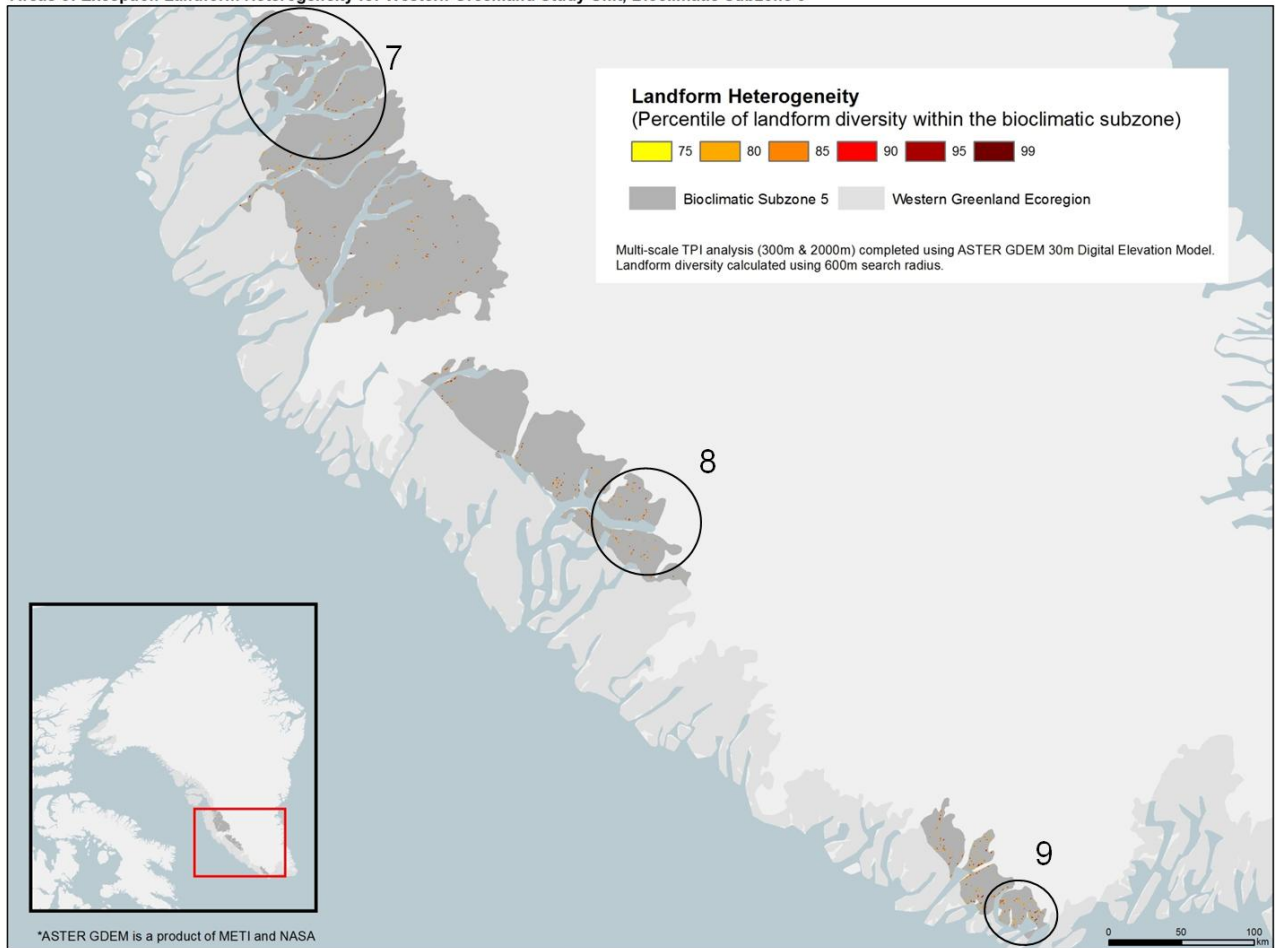 Areas of Exception Landform Heterogeneity for Western Greenland Study Unit, Bioclimatic Subzone 5
7
Landform Heterogeneity
(Percentile of landform diversity within the bioclimatic subzone)
75 80 85 90 95 99
Bioclimatic Subzone 5 Western Greenland Ecoregion
Multi-scale TPI analysis (300m & 2000m) completed using ASTER GDEM 30m Digital Elevation Model.
Landform diversity calculated using 600m search radius.
8
9
*ASTER GDEM is a product of METI and NASA
0 50 100
km